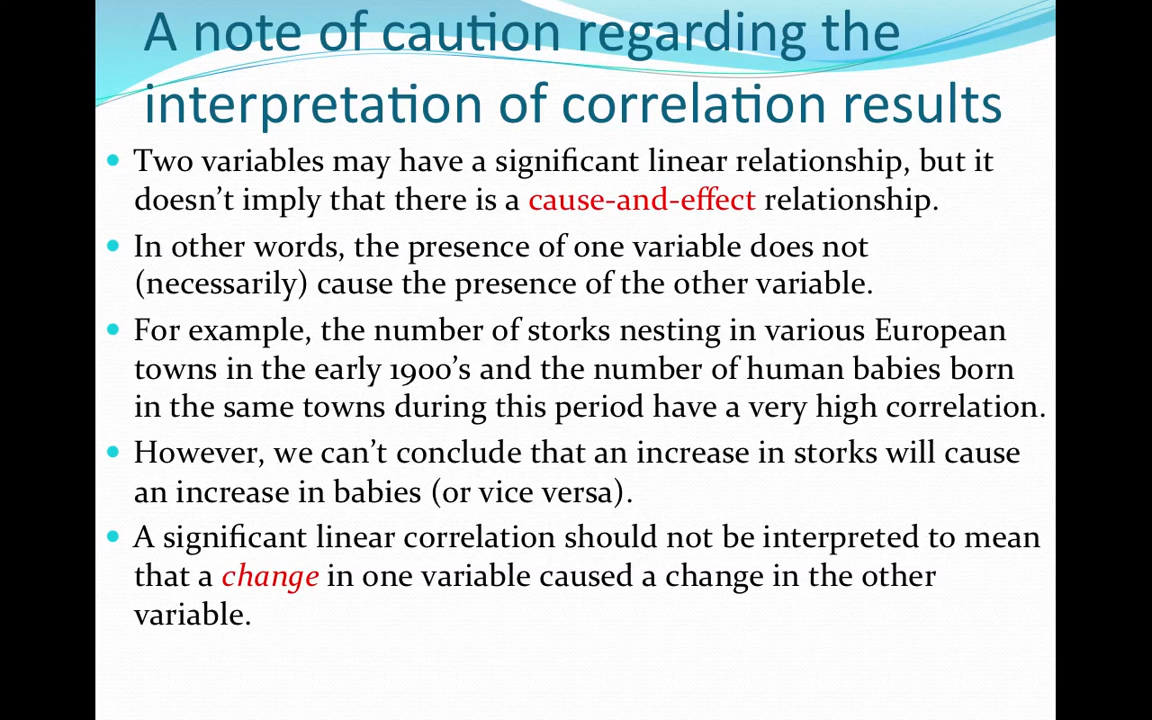 A note of caution regarding the
interpretation of correlation results
• Two variables may have a significant linear relationship, but it
doesn't imply that there is a cause-and-effect relationship.
• In other words, the presence of one variable does not
(necessarily) cause the presence of the other variable.
• For example, the number of storks nesting in various European
towns in the early 1900's and the number of human babies born
in the same towns during this period have a very high correlation.
• However, we can't conclude that an increase in storks will cause
an increase in babies (or vice versa).
• A significant linear correlation should not be interpreted to mean
that a change in one variable caused a change in the other
variable.